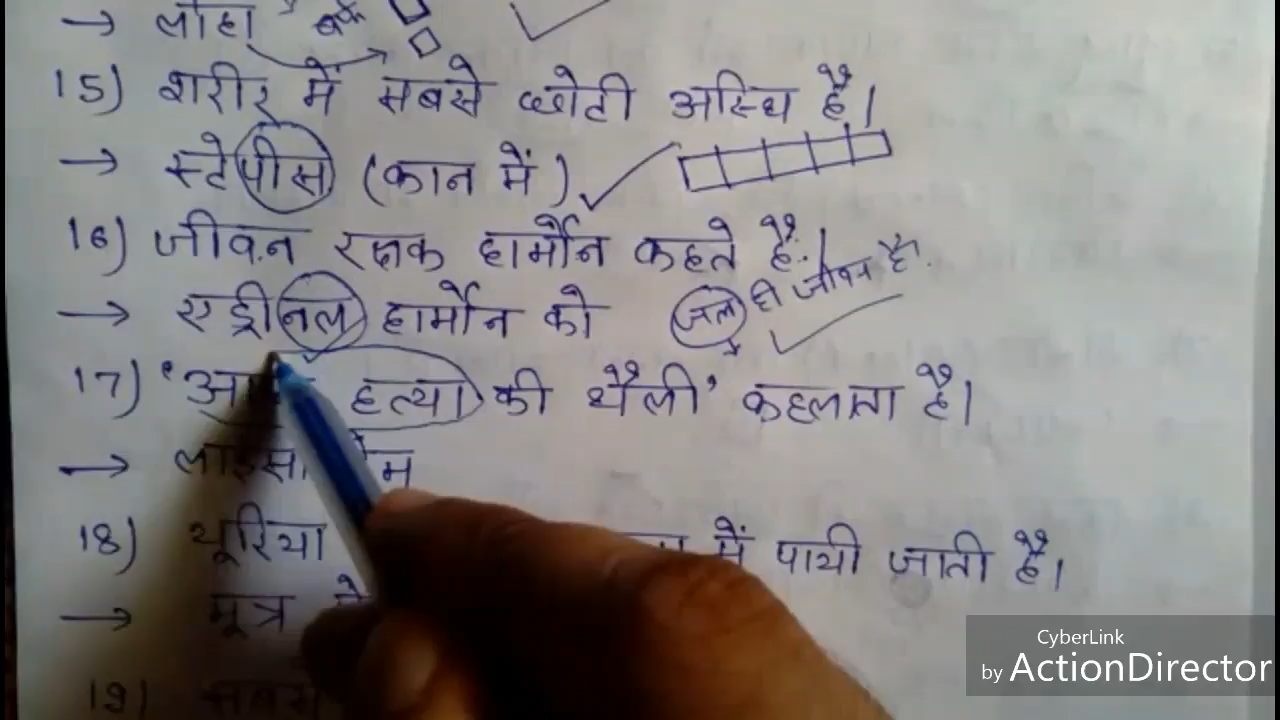 → लोहा
15) शरीर में सबसे छोटी अस्थि है।
→ स्टेपीस (कान में)
16) जीवन रक्षक हार्मोन कहते हैं।
→ एड्रीनल हार्मोन को जल ही जीवन है
17) ' हत्या की थैली' कहलाता है।
→
18) यूरिया में पायी जाती है।
→ मूत्र
19)
CyberLink
by ActionDirector